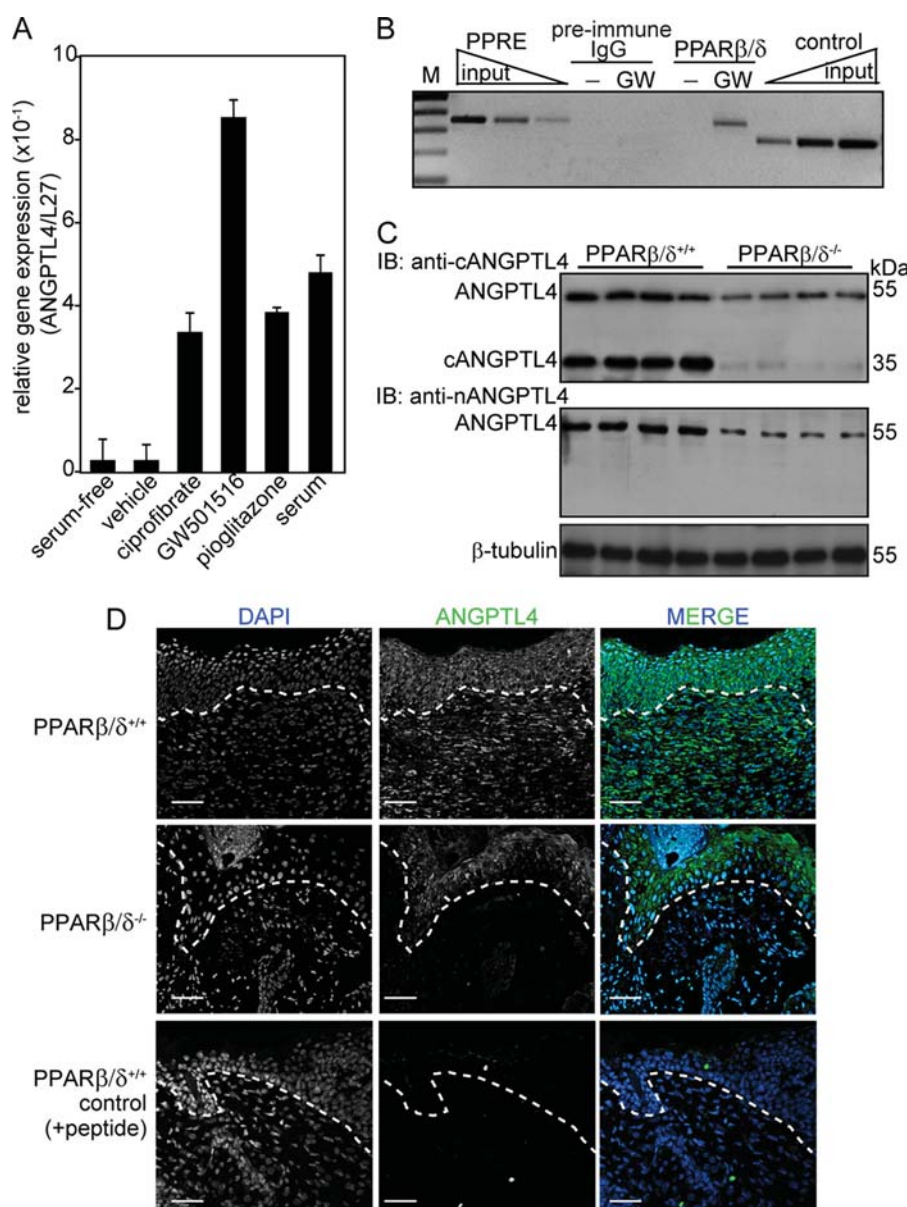 A
relative gene expression (x10⁻¹)
(ANGPTL4/L27)
10
8
6
4
2
0
serum-free
vehicle
ciprofibrate
GW501516
pioglitazone
serum
B
PPRE
input
pre-immune
IgG
PPARβ/δ
control
input
M
–
GW
–
GW
C
IB: anti-cANGPTL4
PPARβ/δ+/+
PPARβ/δ-/-
kDa
ANGPTL4
55
cANGPTL4
35
IB: anti-nANGPTL4
ANGPTL4
55
β-tubulin
55
D
DAPI
ANGPTL4
MERGE
PPARβ/δ+/+
PPARβ/δ-/-
PPARβ/δ+/+
control
(+peptide)